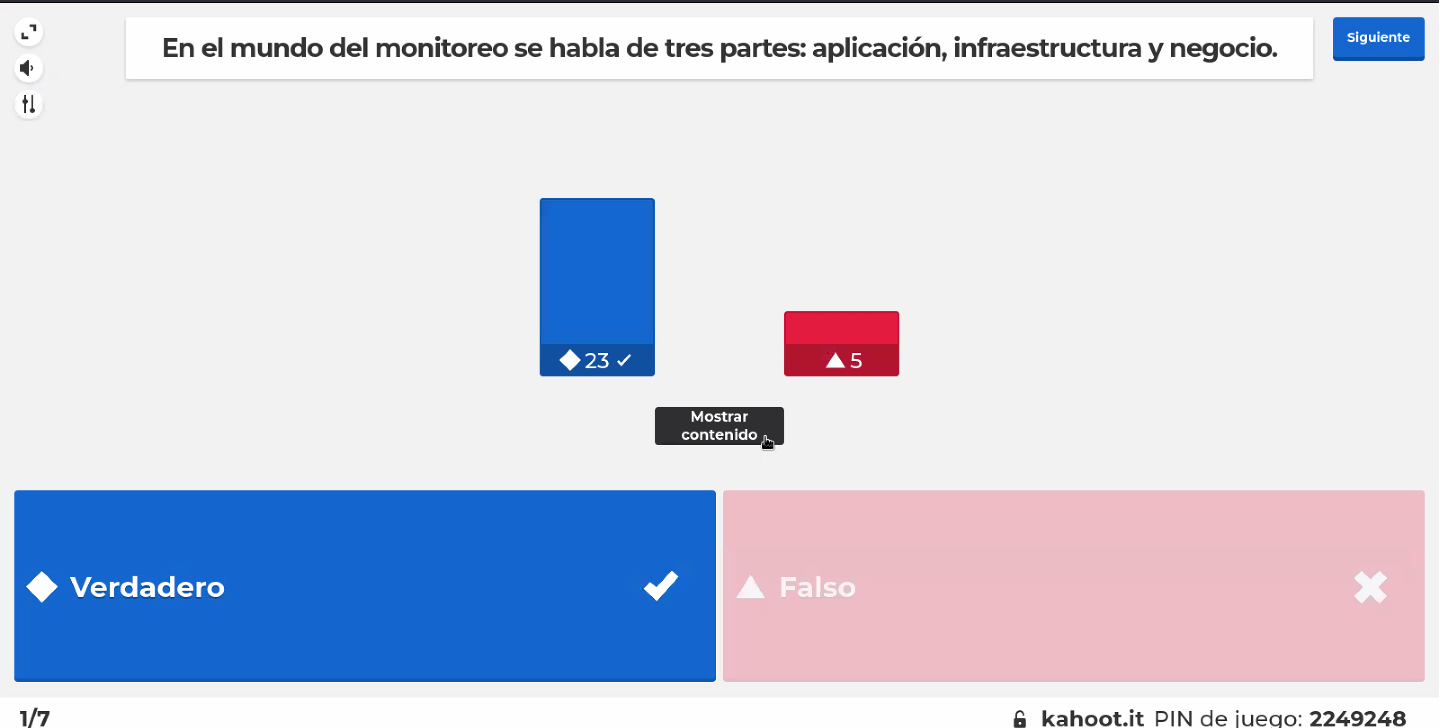 En el mundo del monitoreo se habla de tres partes: aplicación, infraestructura y negocio.
Siguiente
23
5
Mostrar
contenido
Verdadero
Falso
1/7
kahoot.it PIN de juego: 2249248